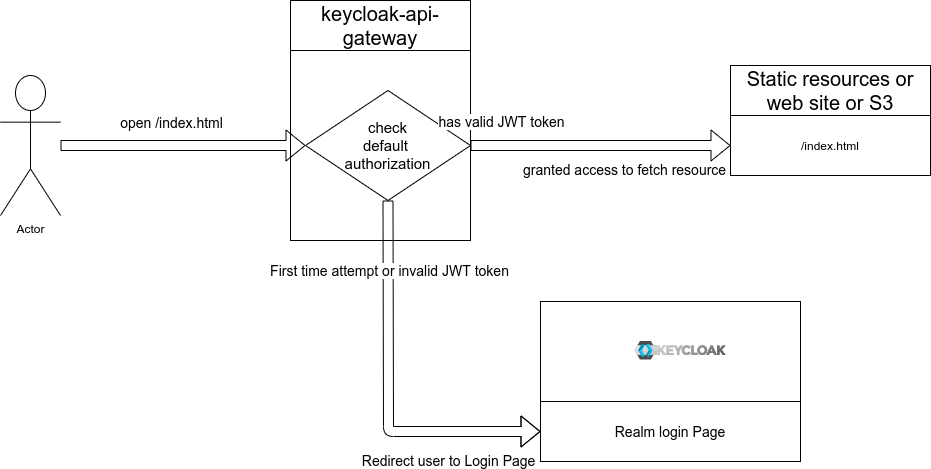 keycloak-api-
gateway
Static resources or
web site or S3
open /index.html
check
default
authorization
has valid JWT token
/index.html
granted access to fetch resource
Actor
First time attempt or invalid JWT token
KEYCLOAK
Realm login Page
Redirect user to Login Page